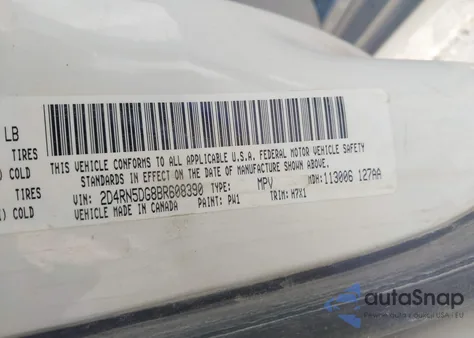 LB
TIRES
COLD
TIRES
) COLD
THIS VEHICLE CONFORMS TO ALL APPLICABLE U.S.A. FEDERAL MOTOR VEHICLE SAFETY
STANDARDS IN EFFECT ON THE DATE OF MANUFACTURE SHOWN ABOVE.
VIN: 2D4RN5DG8BR608390 TYPE: MPV MDH: 113006 127AA
VEHICLE MADE IN CANADA PAINT: PW1 TRIM: H7X1
autoSnap